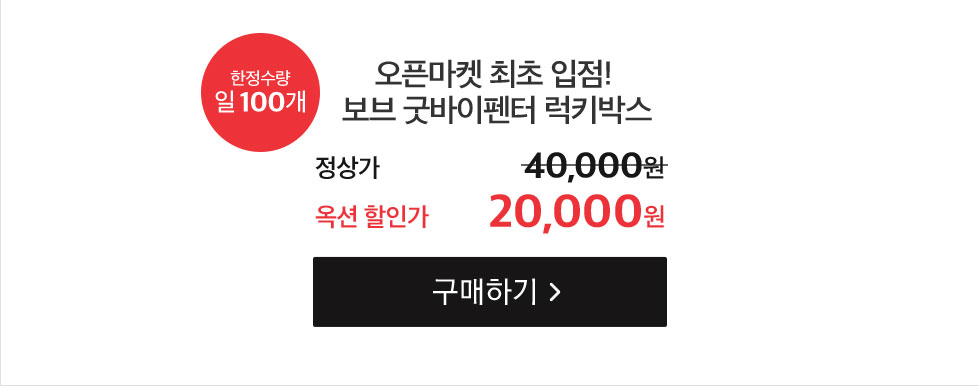 한정수량
일 100개
오픈마켓 최초 입점!
보브 굿바이펜터 럭키박스
정상가 40,000원
옥션 할인가 20,000원
구매하기 >